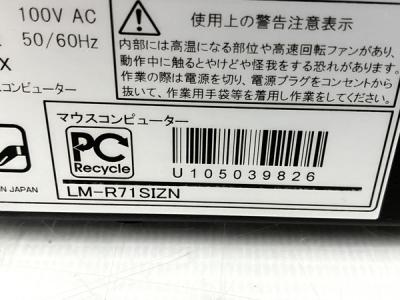 100V AC
50/60Hz
X
スコンピューター
使用上の警告注意表示
内部には高温になる部位や高速回転ファンがあり、
動作中に触るとやけどや怪我をする恐れがあります。
作業の際は電源を切り、電源プラグをコンセントから
抜いて、作業用手袋等を着用し作業をしてください。
マウスコンピューター
PC
Recycle
U105039826
IN JAPAN
LM-R71SIZN